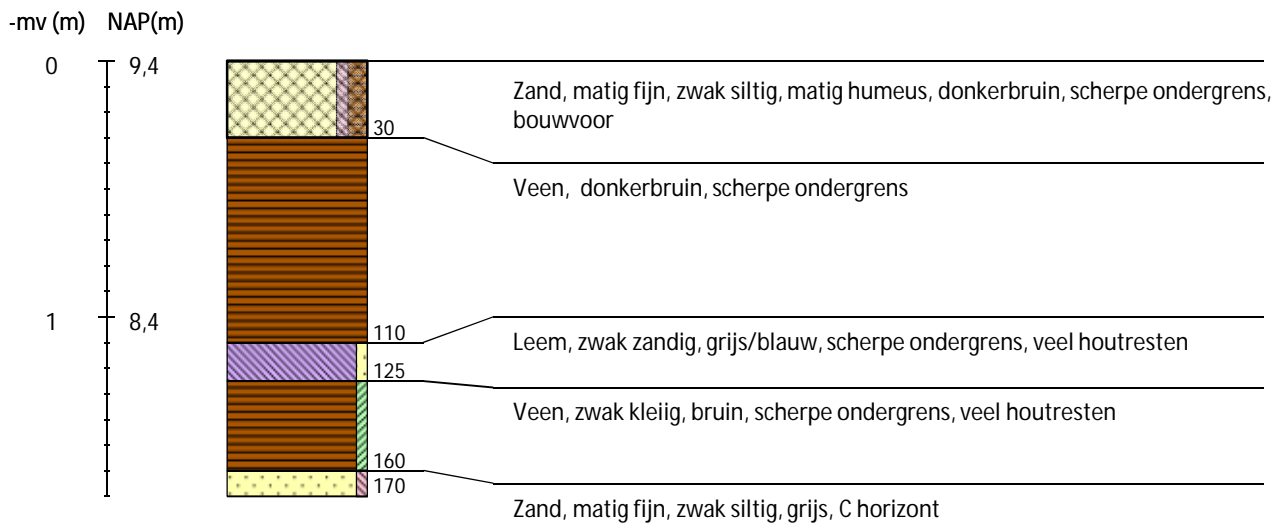 -mv (m) NAP(m)
0 9,4
Zand, matig fijn, zwak siltig, matig humeus, donkerbruin, scherpe ondergrens,
bouwvoor
30
Veen, donkerbruin, scherpe ondergrens
1 8,4
110
Leem, zwak zandig, grijs/blauw, scherpe ondergrens, veel houtresten
125
Veen, zwak kleiig, bruin, scherpe ondergrens, veel houtresten
160
170
Zand, matig fijn, zwak siltig, grijs, C horizont